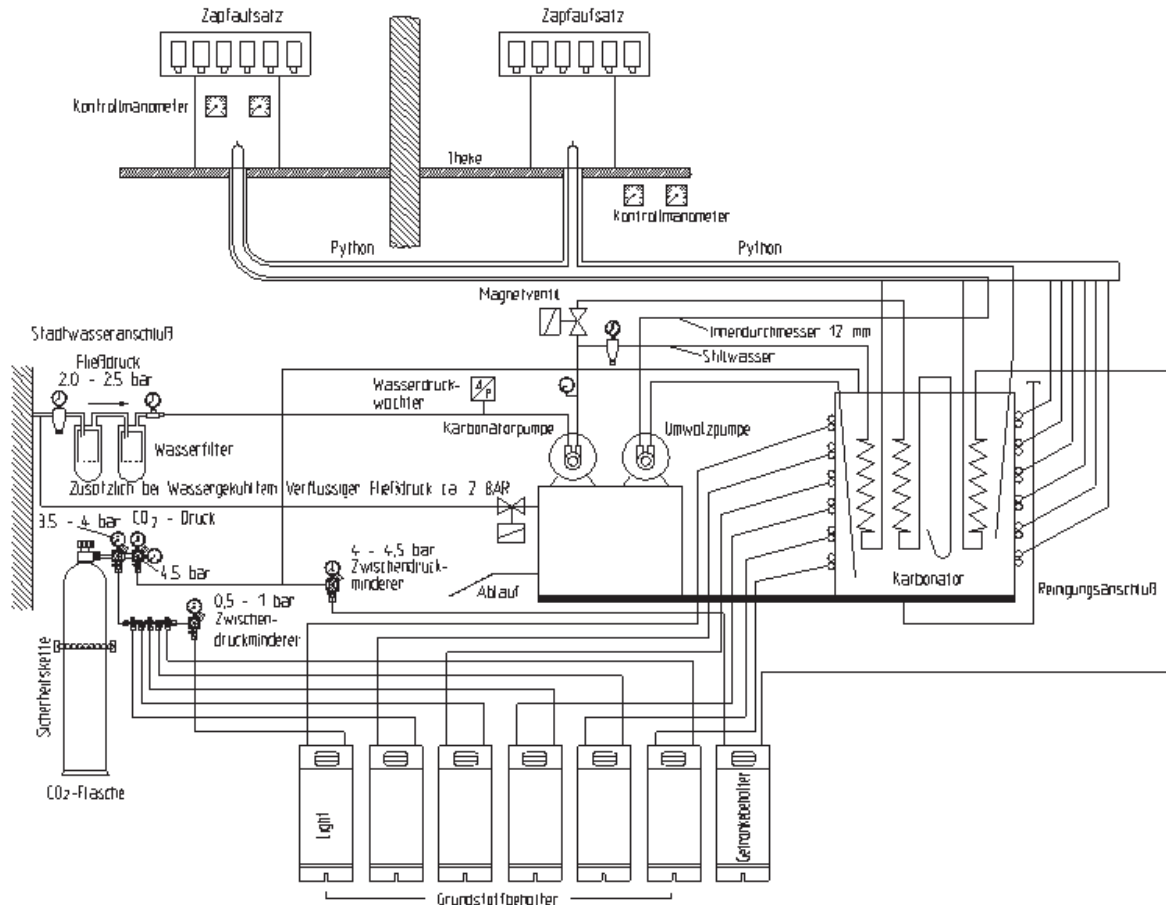 Zapfaufsatz
Zapfaufsatz
Kontrollmanometer
Theke
Kontrollmanometer
Python
Python
Magnetventil
Stadtwasseranschluß
Innendurchmesser 12 mm
Fließdruck
Stillwasser
2.0 - 2.5 bar
Wasserdruck-
wächter
Δ
P
Karbonatorpumpe
Umwälzpumpe
Wasserfilter
Zusätzlich bei Wassergekühltem Verflüssiger Fließdruck ca. 2 BAR
3.5 - 4 bar
CO₂ - Druck
4.5 bar
4 - 4,5 bar
Zwischendruck-
minderer
Ablauf
Karbonator
Reinigungsanschluß
0,5 - 1 bar
Zwischen-
druckminderer
Sicherheitskette
CO₂-Flasche
Light
Getränkebehälter
Grundstoffbehälter